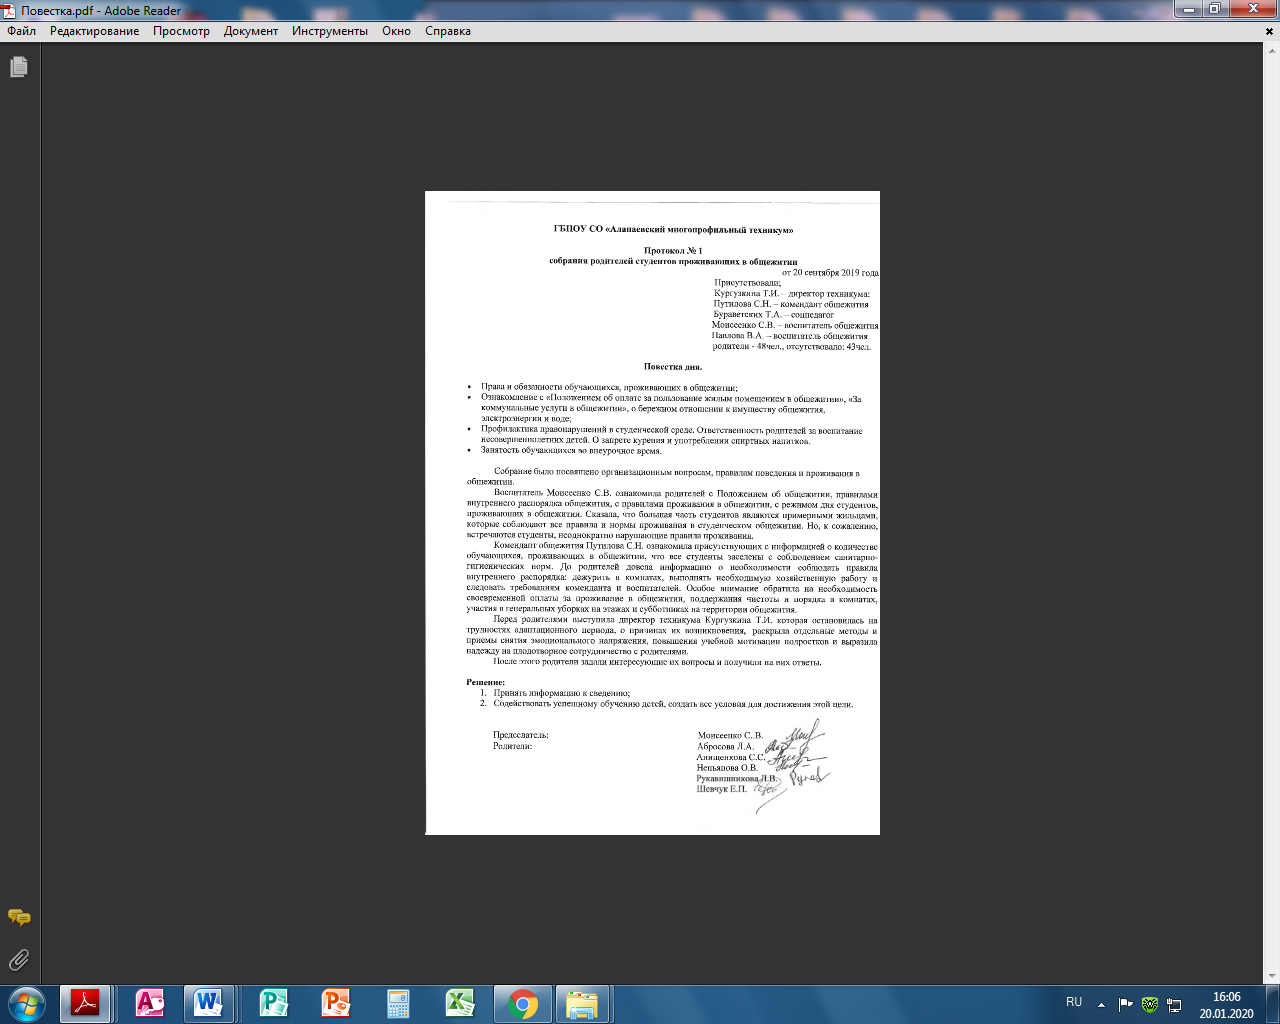 Повестка.pdf - Adobe Reader
Файл Редактирование Просмотр Документ Инструменты Окно Справка
ГБПОУ СО «Алапаевский многопрофильный техникум»
Протокол № 1
собрания родителей студентов проживающих в общежитии
от 20 сентября 2019 года
Присутствовали;
Кургузкина Т.И. – директор техникума:
Путилова С.Н. – комендант общежития
Бураветских Т.А. – соцпедагог
Моисеенко С.В. – воспитатель общежития
Павлова В.А. – воспитатель общежития
родители - 48чел., отсутствовало: 43чел.
Повестка дня.
• Права и обязанности обучающихся, проживающих в общежитии;
• Ознакомление с «Положением об оплате за пользование жилым помещением в общежитии», «За
коммунальные услуги в общежитии», о бережном отношении к имуществу общежития,
электроэнергии и воде;
• Профилактика правонарушений в студенческой среде. Ответственность родителей за воспитание
несовершеннолетних детей. О запрете курения и употреблении спиртных напитков.
• Занятость обучающихся во внеурочное время.
Собрание было посвящено организационным вопросам, правилам поведения и проживания в
общежитии.
Воспитатель Моисеенко С.В. ознакомила родителей с Положением об общежитии, правилами
внутреннего распорядка общежития, с правилами проживания в общежитии, с режимом дня студентов,
проживающих в общежитии. Сказала, что большая часть студентов являются примерными жильцами,
которые соблюдают все правила и нормы проживания в студенческом общежитии. Но, к сожалению,
встречаются студенты, неоднократно нарушающие правила проживания.
Комендант общежития Путилова С.Н. ознакомила присутствующих с информацией о количестве
обучающихся, проживающих в общежитии, что все студенты заселены с соблюдением санитарно-
гигиенических норм. До родителей довела информацию о необходимости соблюдать правила
внутреннего распорядка: дежурить в комнатах, выполнять необходимую хозяйственную работу и
следовать требованиям коменданта и воспитателей. Особое внимание обратила на необходимость
своевременной оплаты за проживание в общежитии, поддержания чистоты и порядка в комнатах,
участия в генеральных уборках на этажах и субботниках на территории общежития.
Перед родителями выступила директор техникума Кургузкина Т.И. которая остановилась на
трудностях адаптационного периода, о причинах их возникновения, раскрыла отдельные методы и
приемы снятия эмоционального напряжения, повышения учебной мотивации подростков и выразила
надежду на плодотворное сотрудничество с родителями.
После этого родители задали интересующие их вопросы и получили на них ответы.
Решение:
1. Принять информацию к сведению;
2. Содействовать успешному обучению детей, создать все условия для достижения этой цели.
Председатель: Моисеенко С..В.
Родители: Абросова Л.А.
Анищенкова С.С.
Непьянова О.В.
Рукавишникова Л.В.
Шевчук Е.П.
RU
16:06
20.01.2020